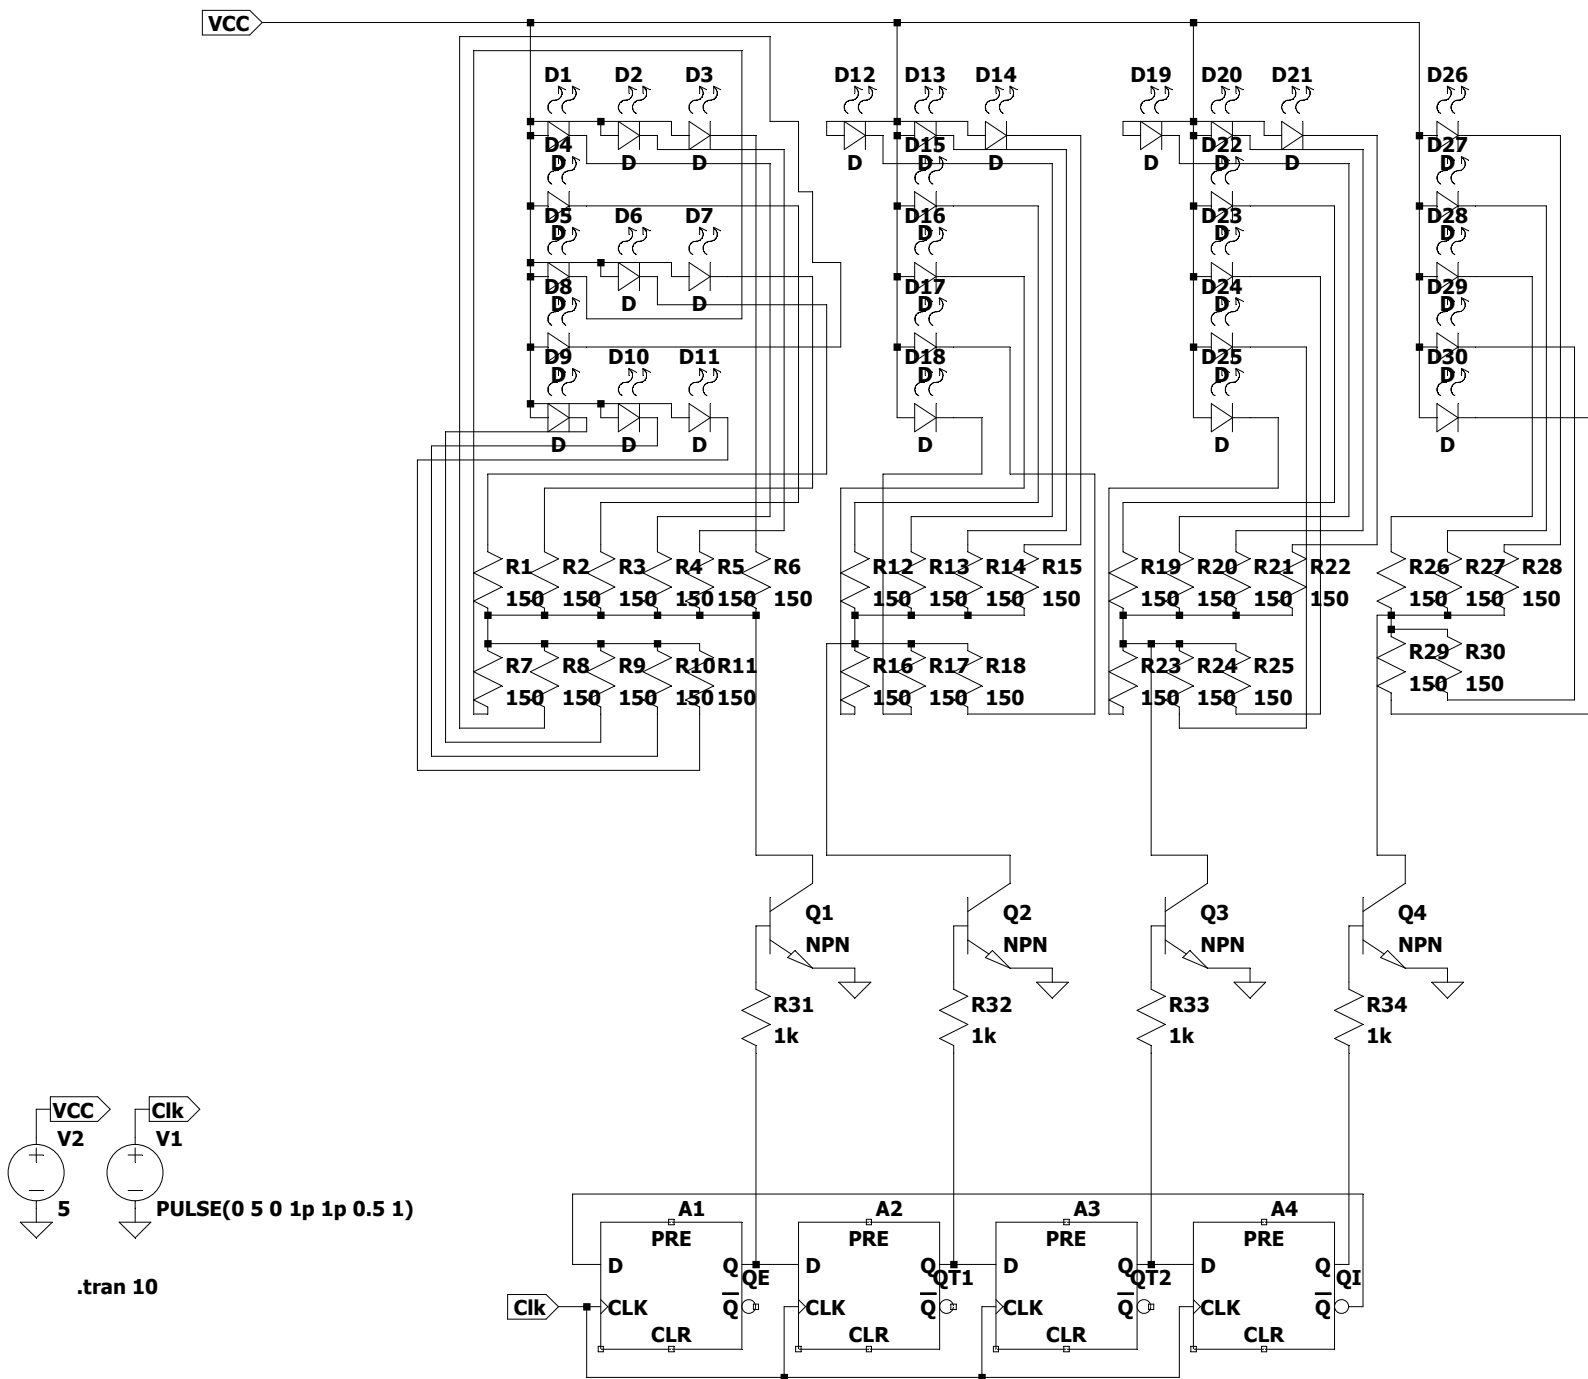 VCC
D1 D2 D3 D12 D13 D14 D19 D20 D21 D26
D4 D15 D22 D27
D D D D D D D D D D
D5 D6 D7 D16 D23 D28
D D D D
D8 D17 D24 D29
D D D D D D
D9 D10 D11 D18 D25 D30
D D D D
D D D D D D
R1 R2 R3 R4 R5 R6 R12 R13 R14 R15 R19 R20 R21 R22 R26 R27 R28
150 150 150 150 150 150 150 150 150 150 150 150 150 150 150 150 150
R7 R8 R9 R10 R11 R16 R17 R18 R23 R24 R25 R29 R30
150 150 150 150 150 150 150 150 150 150 150 150 150
Q1 Q2 Q3 Q4
NPN NPN NPN NPN
R31 R32 R33 R34
1k 1k 1k 1k
VCC Clk
V2 V1
5 PULSE(0 5 0 1p 1p 0.5 1)
.tran 10
A1 A2 A3 A4
PRE PRE PRE PRE
D Q D Q D Q D Q
QE QT1 QT2 QI
Clk CLK Q CLK Q CLK Q CLK Q
CLR CLR CLR CLR